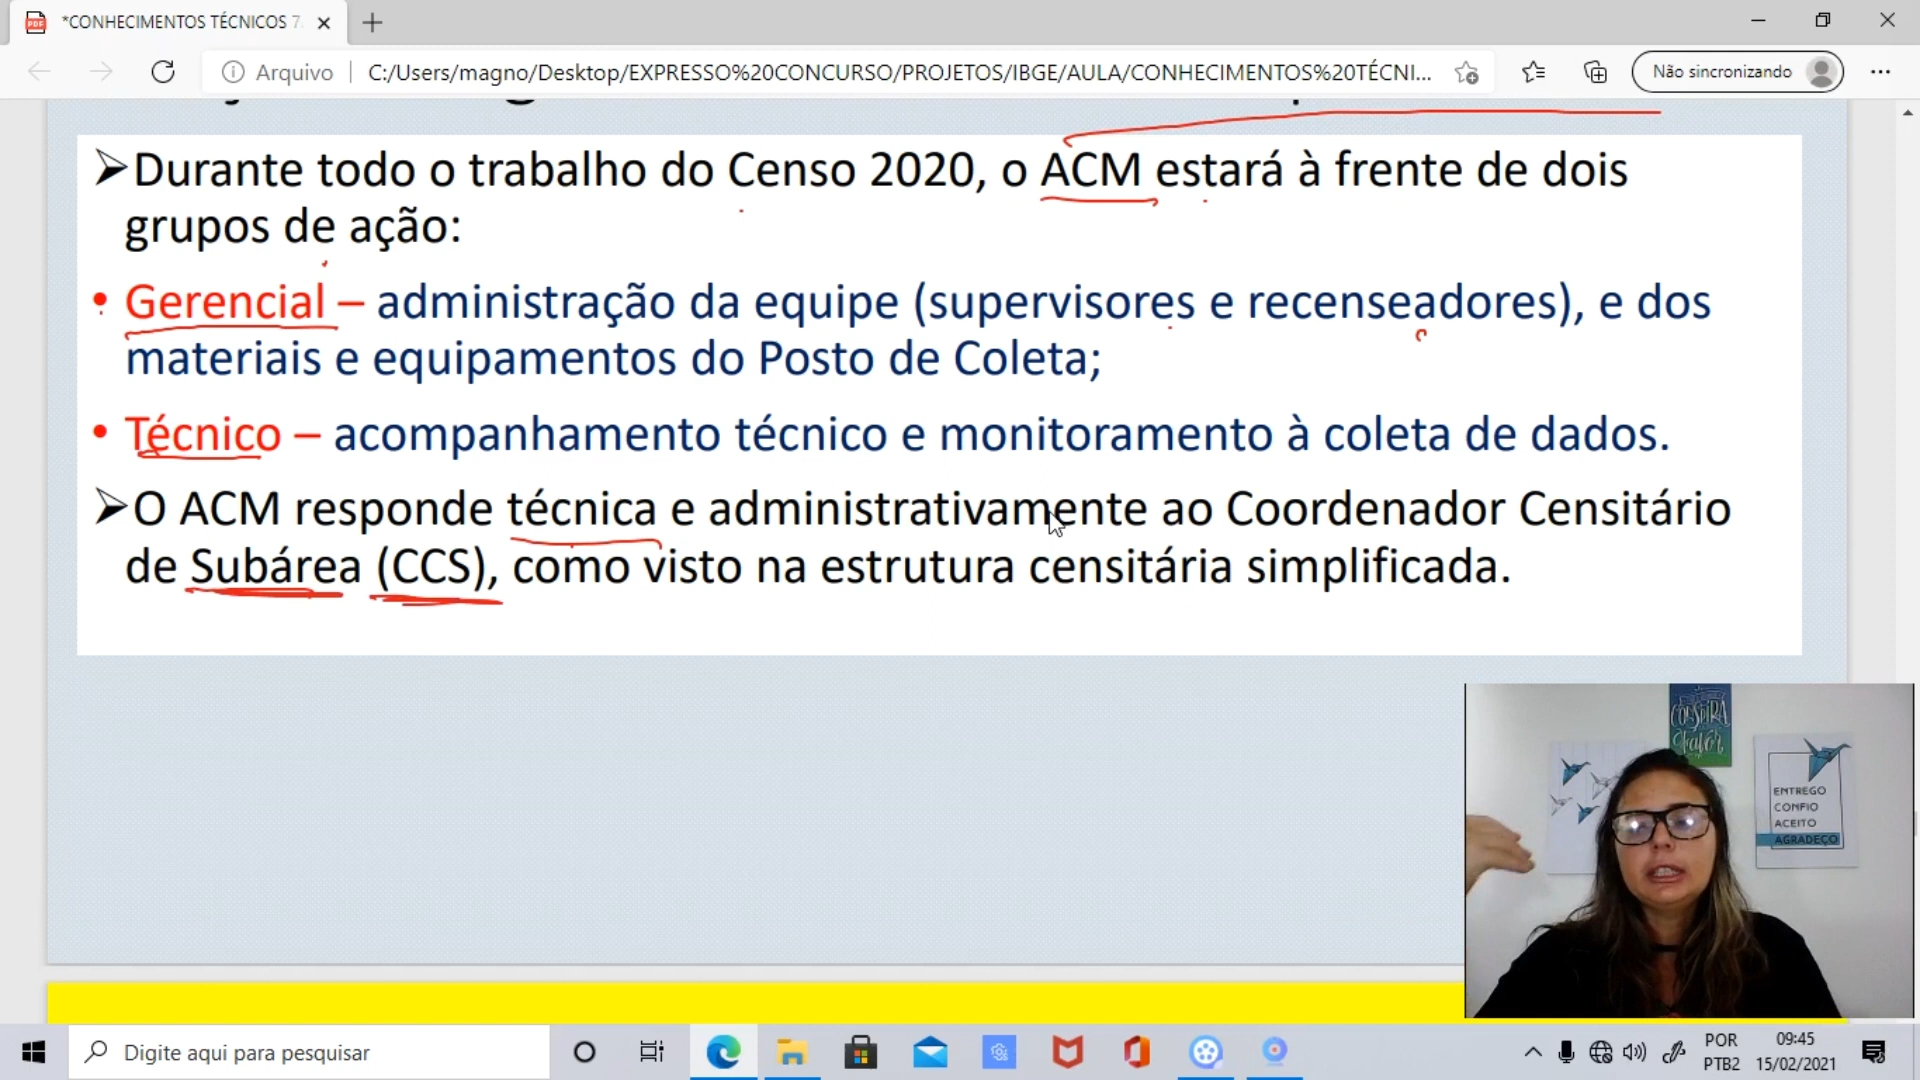 *CONHECIMENTOS TÉCNICOS 7
Arquivo
C:/Users/magno/Desktop/EXPRESSO%20CONCURSO/PROJETOS/IBGE/AULA/CONHECIMENTOS%20TÉCNI...
Não sincronizando
➢Durante todo o trabalho do Censo 2020, o ACM estará à frente de dois
grupos de ação:
• Gerencial – administração da equipe (supervisores e recenseadores), e dos
materiais e equipamentos do Posto de Coleta;
• Técnico – acompanhamento técnico e monitoramento à coleta de dados.
➢O ACM responde técnica e administrativamente ao Coordenador Censitário
de Subárea (CCS), como visto na estrutura censitária simplificada.
CONSPIRA
ENTREGO
CONFIO
ACEITO
AGRADEÇO
Digite aqui para pesquisar
POR
PTB2
09:45
15/02/2021